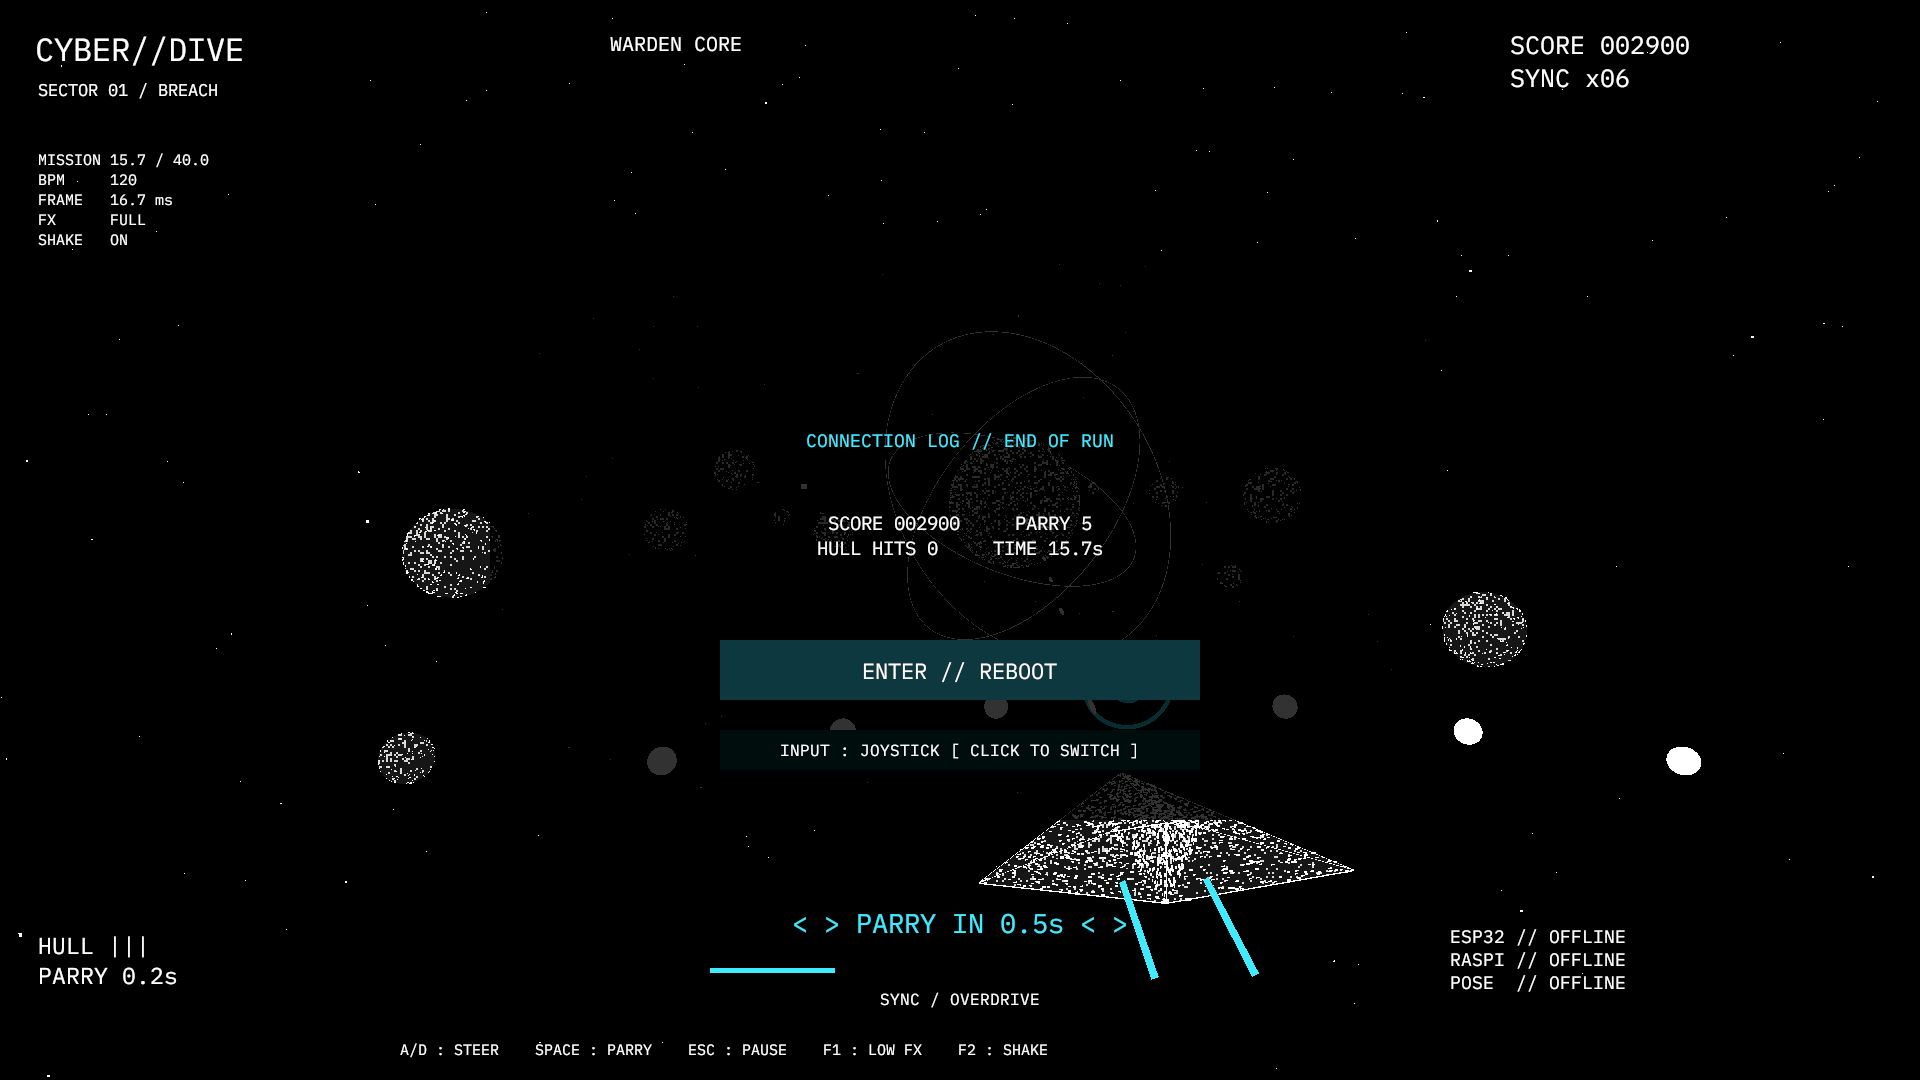 CYBER//DIVE
SECTOR 01 / BREACH
WARDEN CORE
SCORE 002900
SYNC x06
MISSION 15.7 / 40.0
BPM 120
FRAME 16.7 ms
FX FULL
SHAKE ON
CONNECTION LOG // END OF RUN
SCORE 002900 PARRY 5
HULL HITS 0 TIME 15.7s
ENTER // REBOOT
INPUT : JOYSTICK [ CLICK TO SWITCH ]
< > PARRY IN 0.5s < >
HULL |||
PARRY 0.2s
SYNC / OVERDRIVE
ESP32 // OFFLINE
RASPI // OFFLINE
POSE // OFFLINE
A/D : STEER SPACE : PARRY ESC : PAUSE F1 : LOW FX F2 : SHAKE